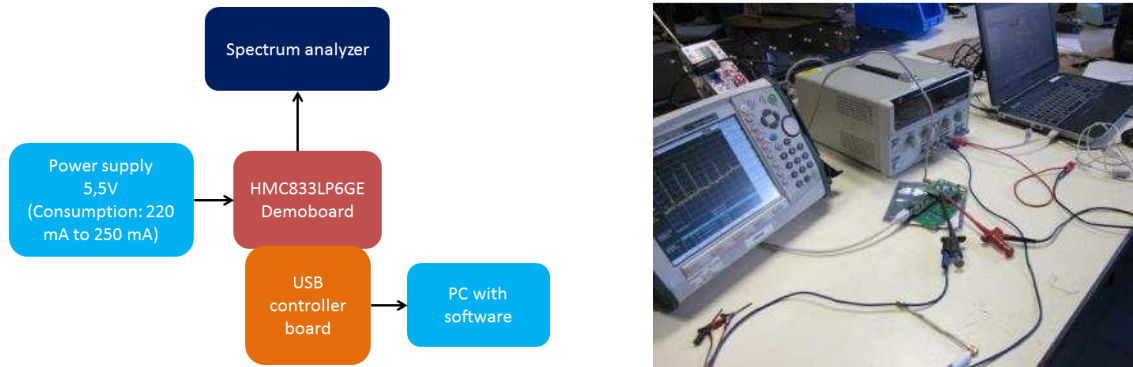 Spectrum analyzer
Power supply
5,5V
(Consumption: 220
mA to 250 mA)
HMC833LP6GE
Demoboard
USB
controller
board
PC with
software